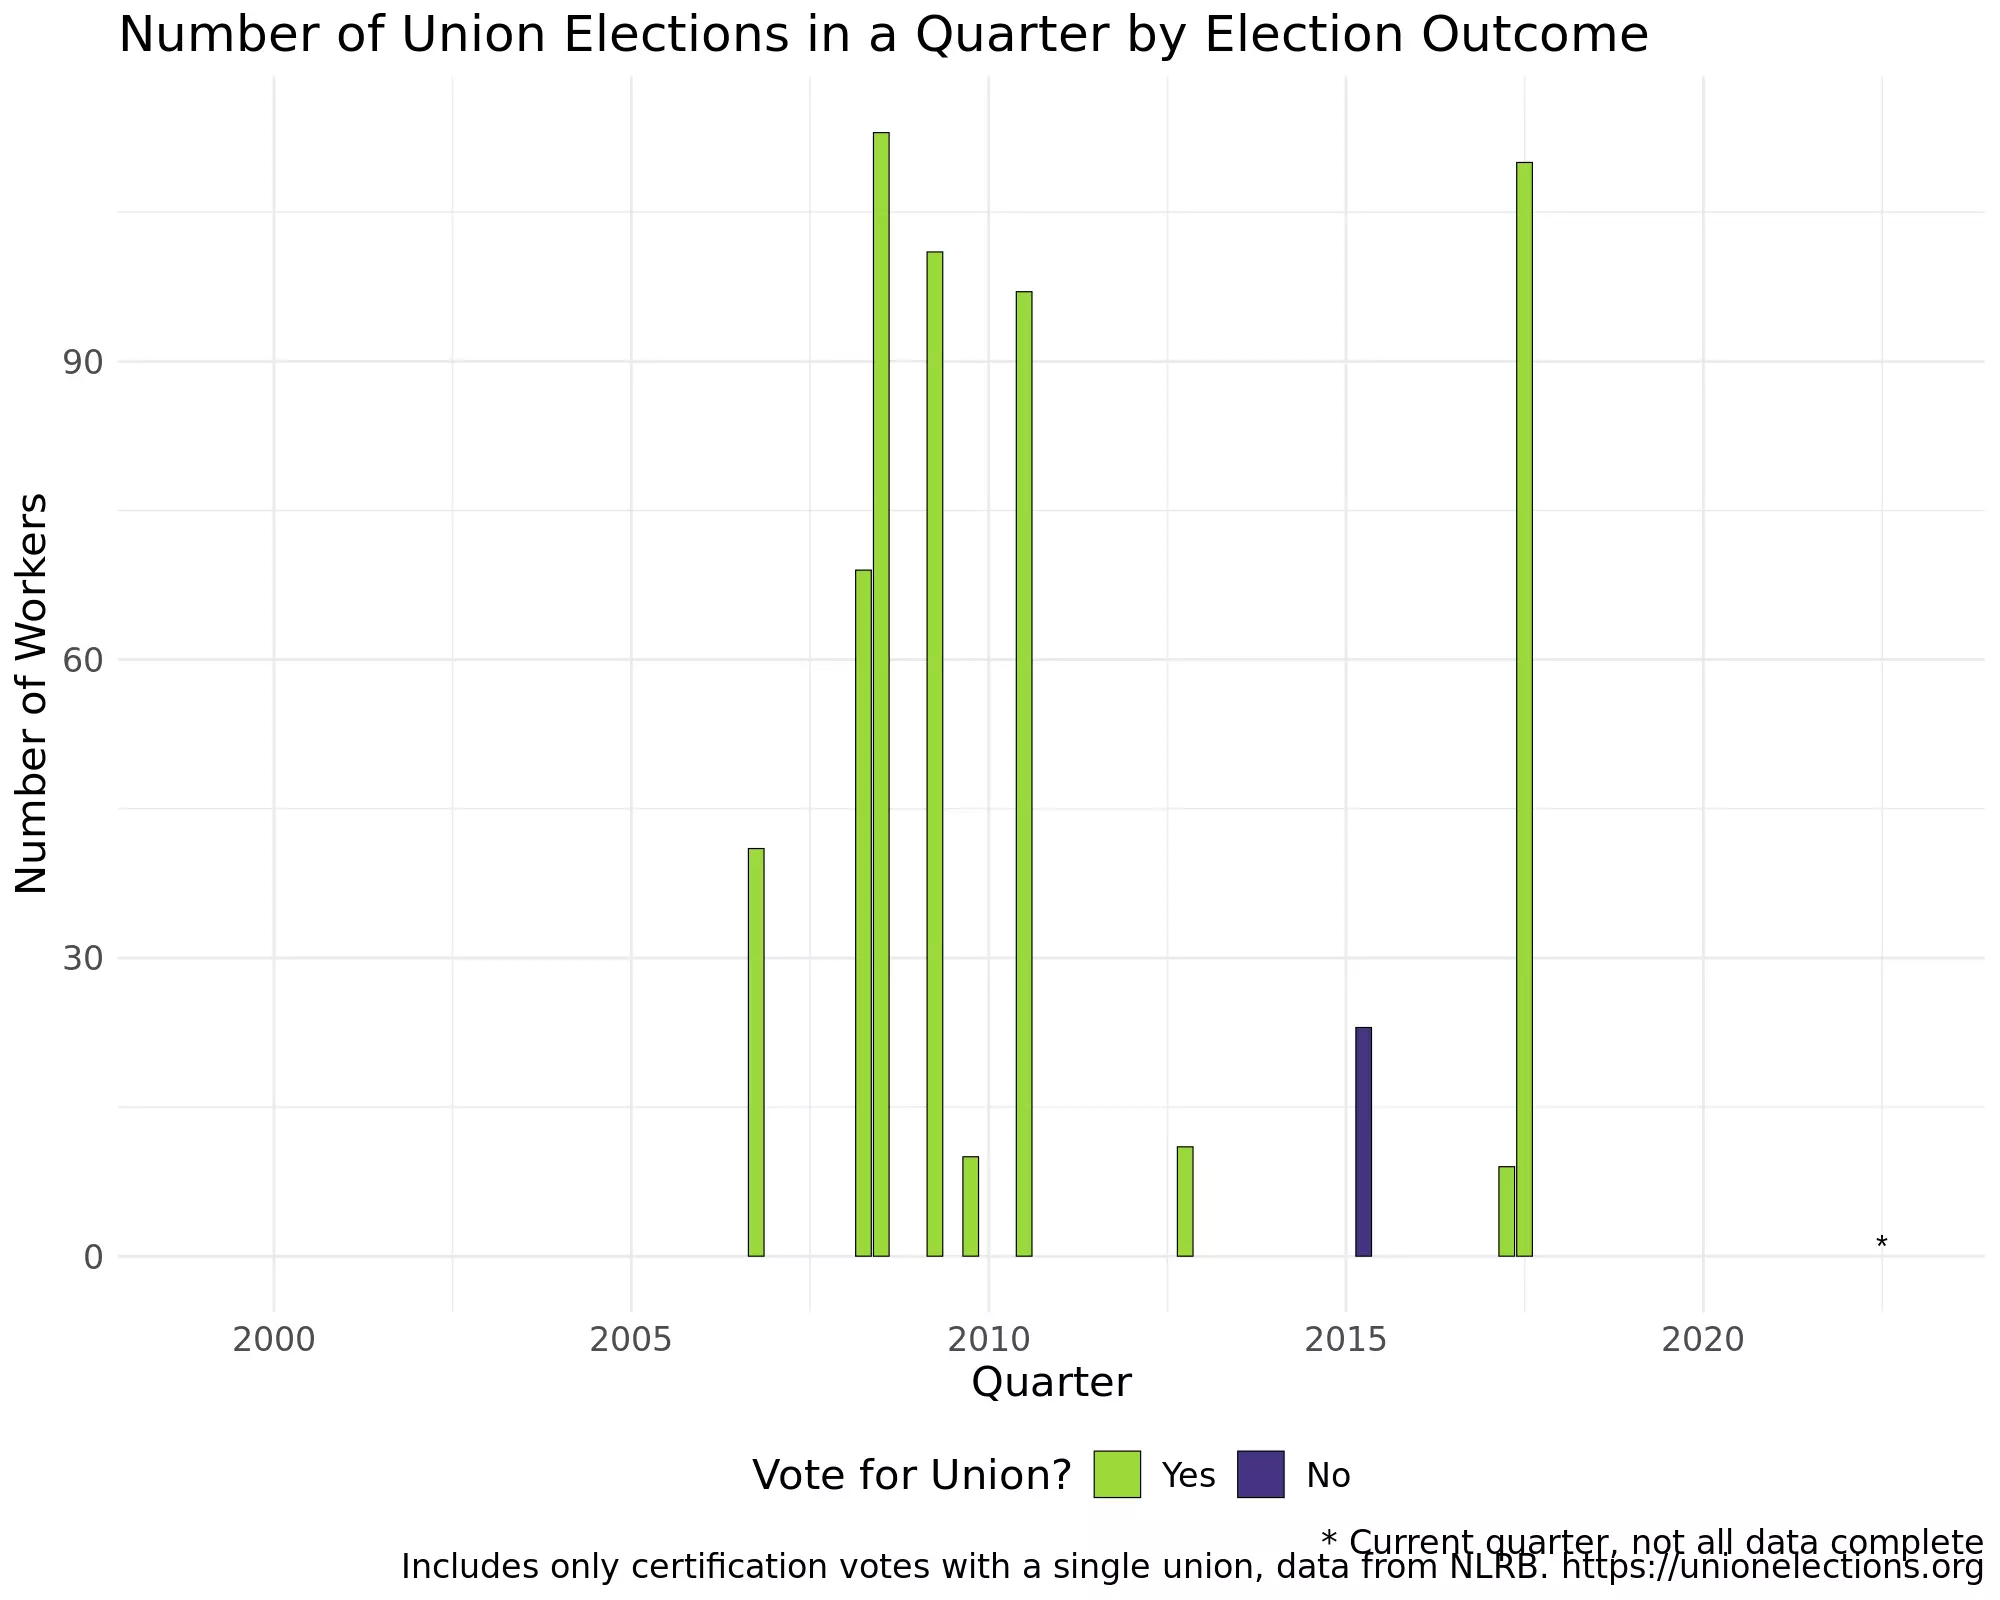 Number of Union Elections in a Quarter by Election Outcome
Number of Workers
90
60
30
0
*
2000 2005 2010 2015 2020
Quarter
Vote for Union? Yes No
* Current quarter, not all data complete
Includes only certification votes with a single union, data from NLRB. https://unionelections.org